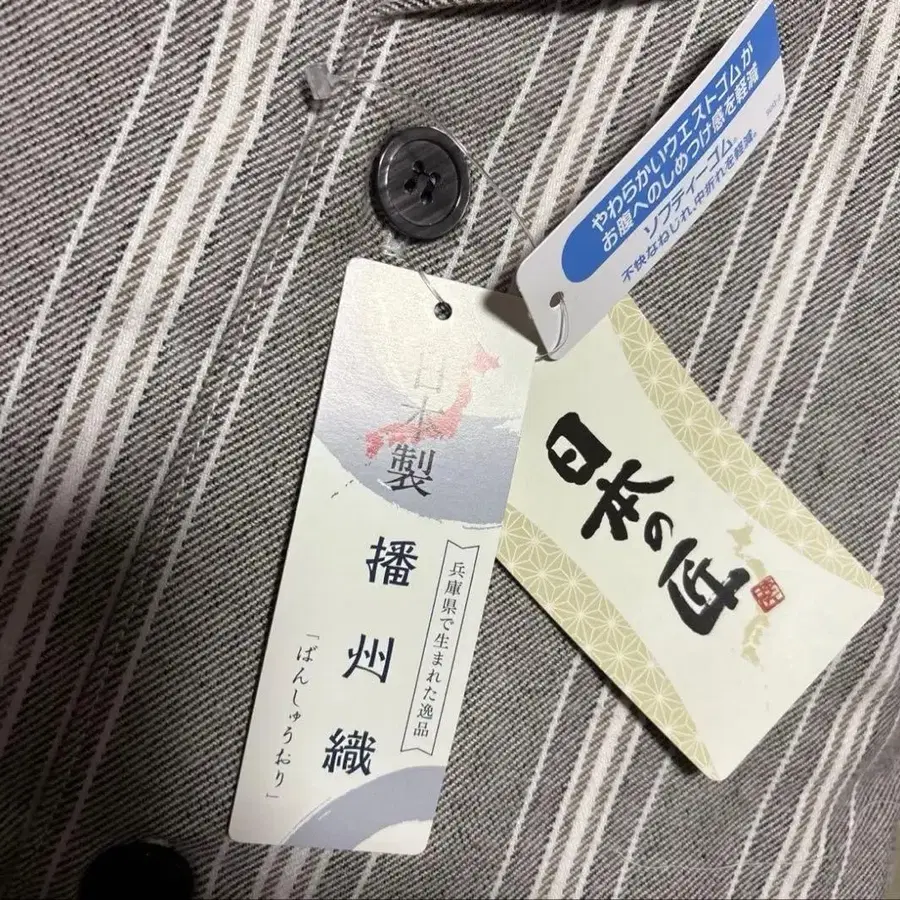 やわらかいウエストゴムが
お腹へのしめつけ感を軽減
ソフティーゴム。
不快なねじれ、中折れを軽減。
日本製
兵庫県で生まれた逸品
播州織
「ばんしゅうおり」
日本の匠